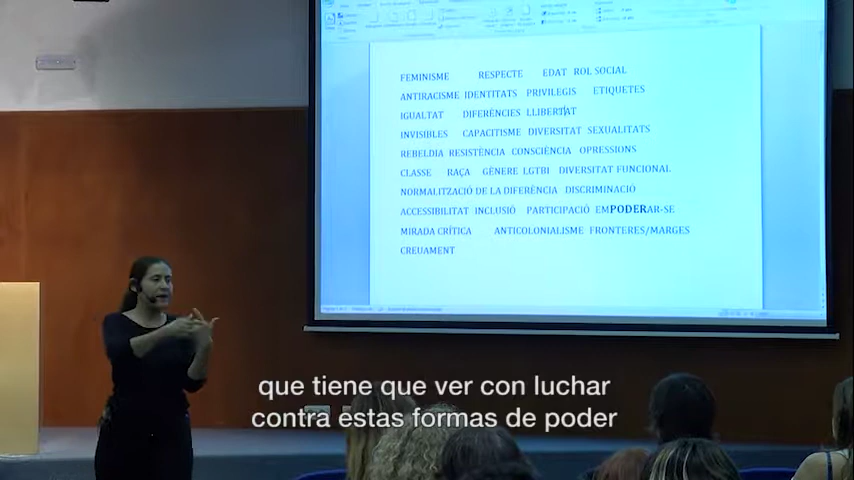 FEMINISME RESPECTE EDAT ROL SOCIAL
ANTIRACISME IDENTITATS PRIVILEGIS ETIQUETES
IGUALTAT DIFERÈNCIES LLIBERTAT
INVISIBLES CAPACITISME DIVERSITAT SEXUALITATS
REBELDIA RESISTÈNCIA CONSCIÈNCIA OPRESSIONS
CLASSE RAÇA GÈNERE LGTBI DIVERSITAT FUNCIONAL
NORMALITZACIÓ DE LA DIFERÈNCIA DISCRIMINACIÓ
ACCESSIBILITAT INCLUSIÓ PARTICIPACIÓ EMPODERAR-SE
MIRADA CRÍTICA ANTICOLONIALISME FRONTERES/MARGES
CREUAMENT
que tiene que ver con luchar
contra estas formas de poder